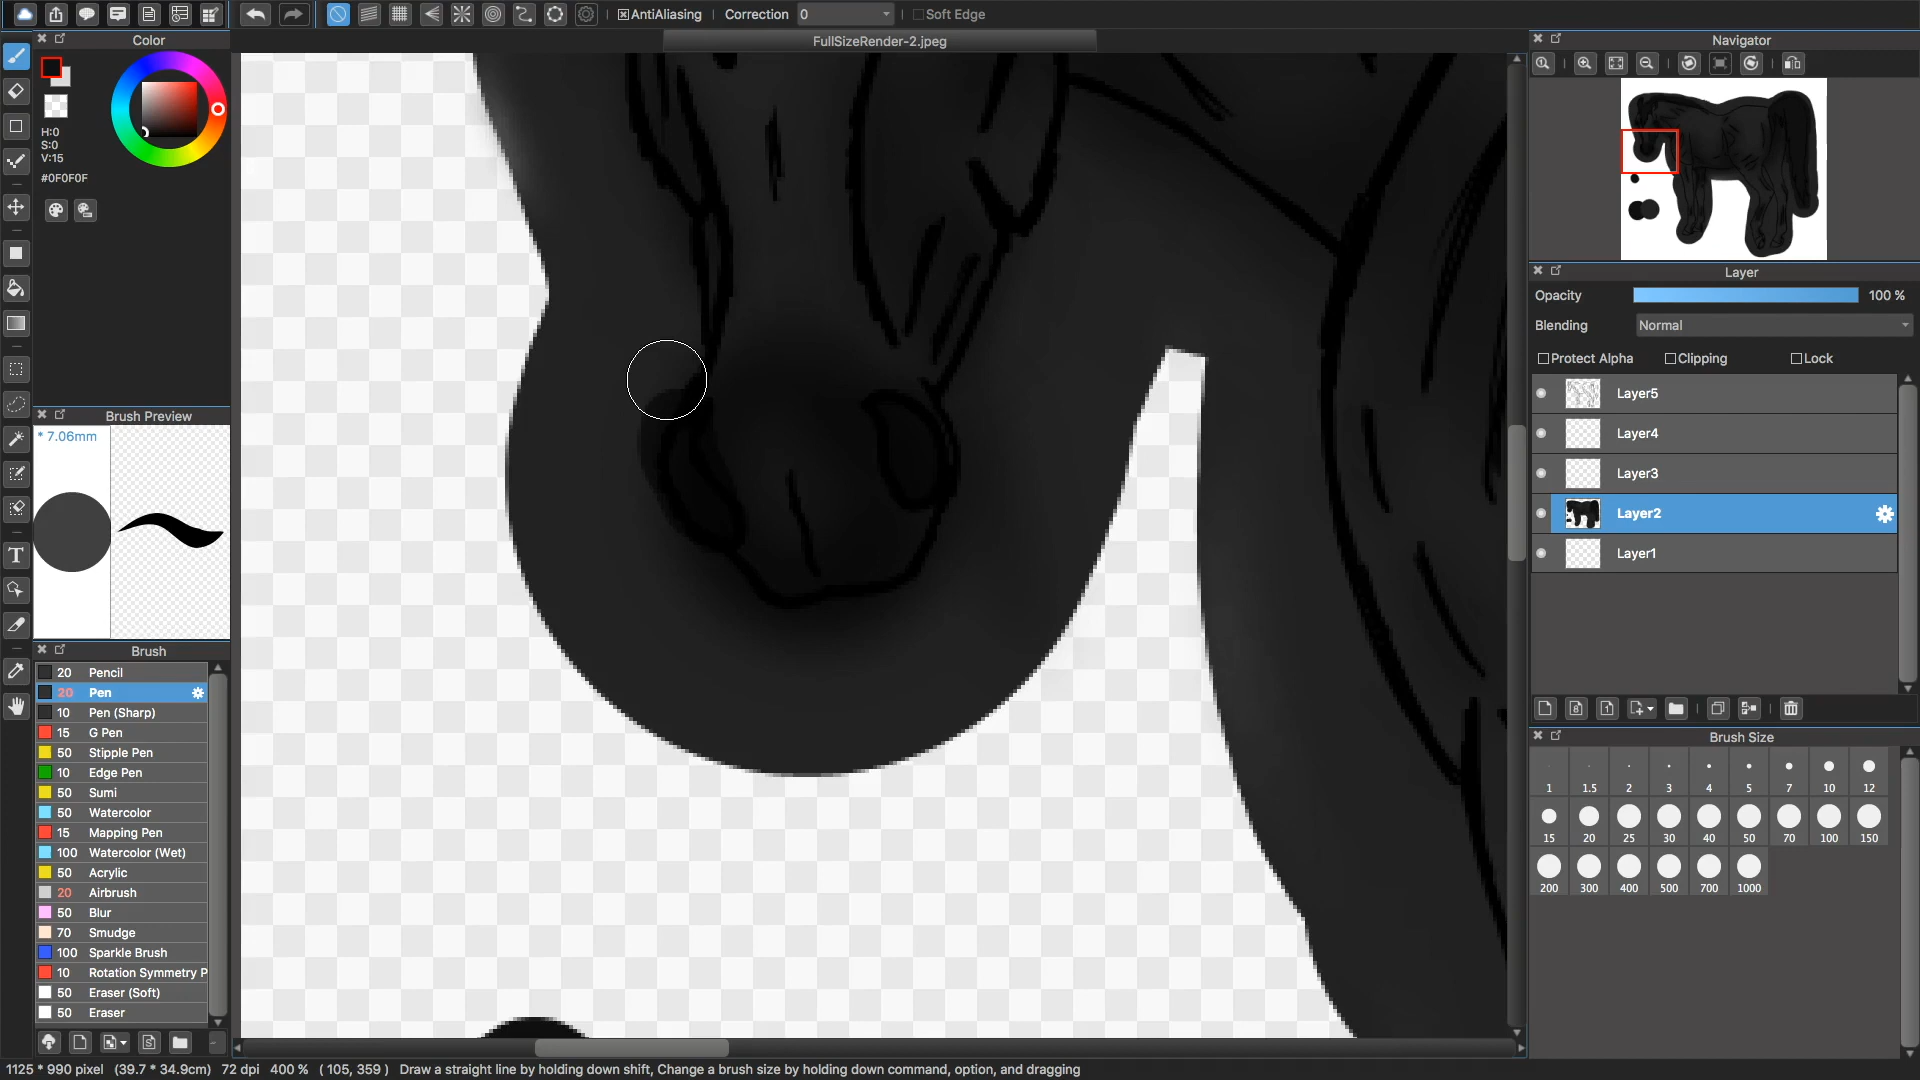 AntiAliasing
Correction 0
Soft Edge
FullSizeRender-2.jpeg
Color
H:0
S:0
V:15
#0F0F0F
Brush Preview
* 7.06mm
Brush
20 Pencil
20 Pen
10 Pen (Sharp)
15 G Pen
50 Stipple Pen
10 Edge Pen
50 Sumi
50 Watercolor
15 Mapping Pen
100 Watercolor (Wet)
50 Acrylic
20 Airbrush
50 Blur
70 Smudge
100 Sparkle Brush
10 Rotation Symmetry P
50 Eraser (Soft)
50 Eraser
Navigator
Layer
Opacity 100 %
Blending Normal
Protect Alpha Clipping Lock
Layer5
Layer4
Layer3
Layer2
Layer1
Brush Size
1 1.5 2 3 4 5 7 10 12
15 20 25 30 40 50 70 100 150
200 300 400 500 700 1000
1125 * 990 pixel (39.7 * 34.9cm) 72 dpi 400 % ( 105, 359 ) Draw a straight line by holding down shift, Change a brush size by holding down command, option, and dragging